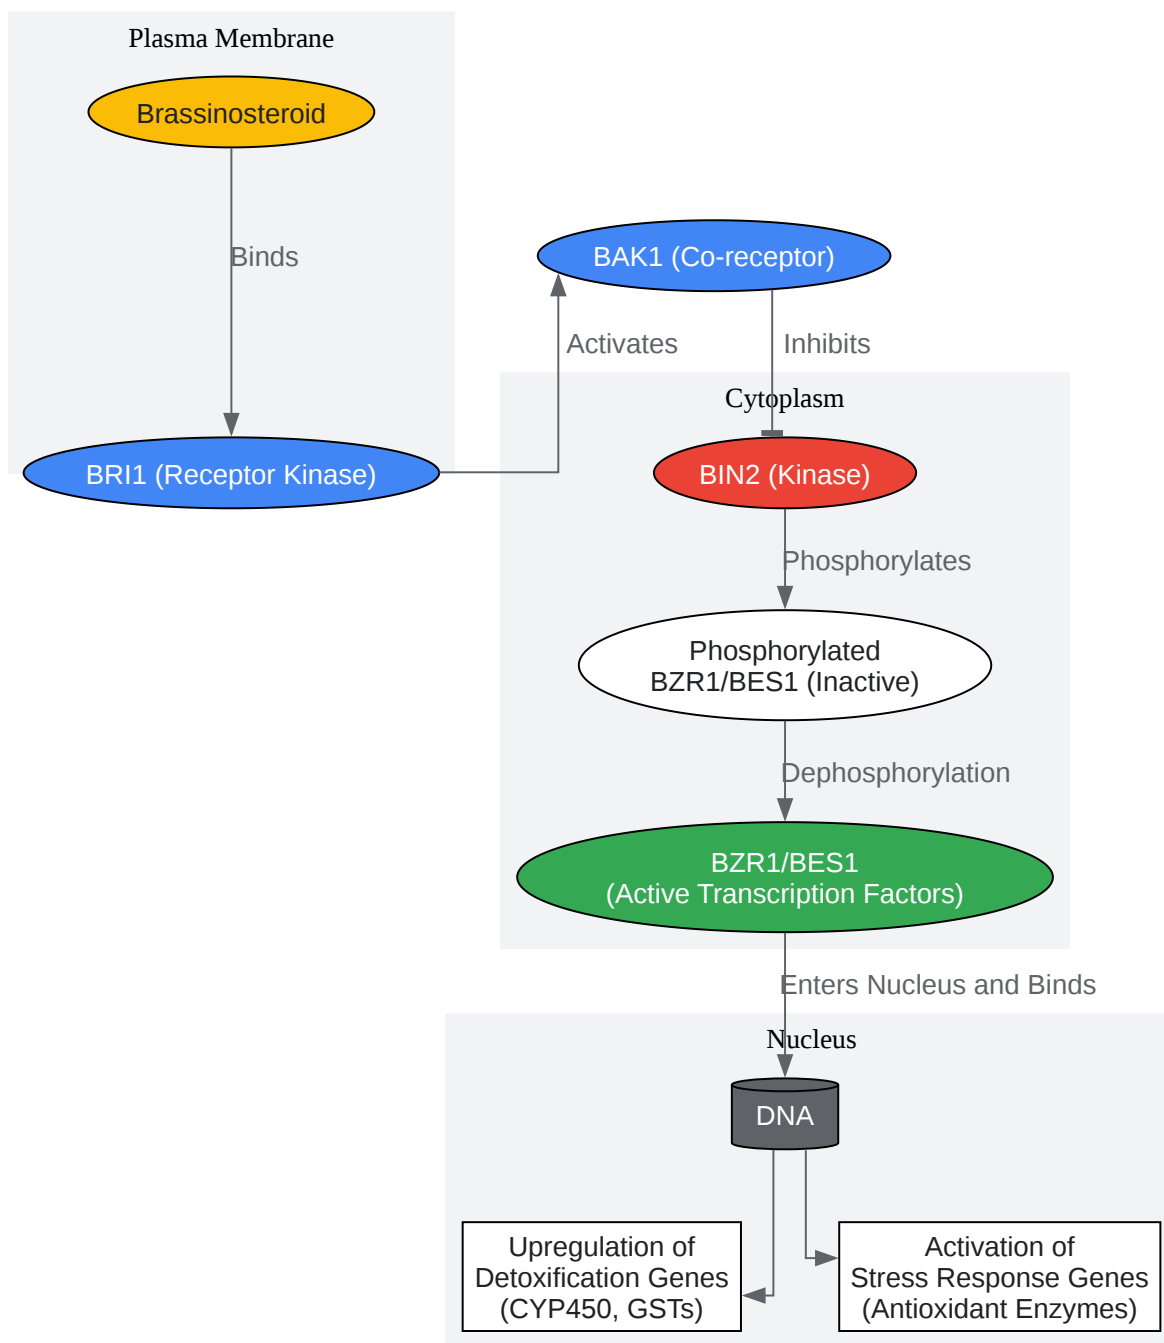 Plasma Membrane
Brassinosteroid
Binds
BAK1 (Co-receptor)
Activates
Inhibits
Cytoplasm
BRI1 (Receptor Kinase)
BIN2 (Kinase)
Phosphorylates
Phosphorylated
BZR1/BES1 (Inactive)
Dephosphorylation
BZR1/BES1
(Active Transcription Factors)
Enters Nucleus and Binds
Nucleus
DNA
Upregulation of
Detoxification Genes
(CYP450, GSTs)
Activation of
Stress Response Genes
(Antioxidant Enzymes)